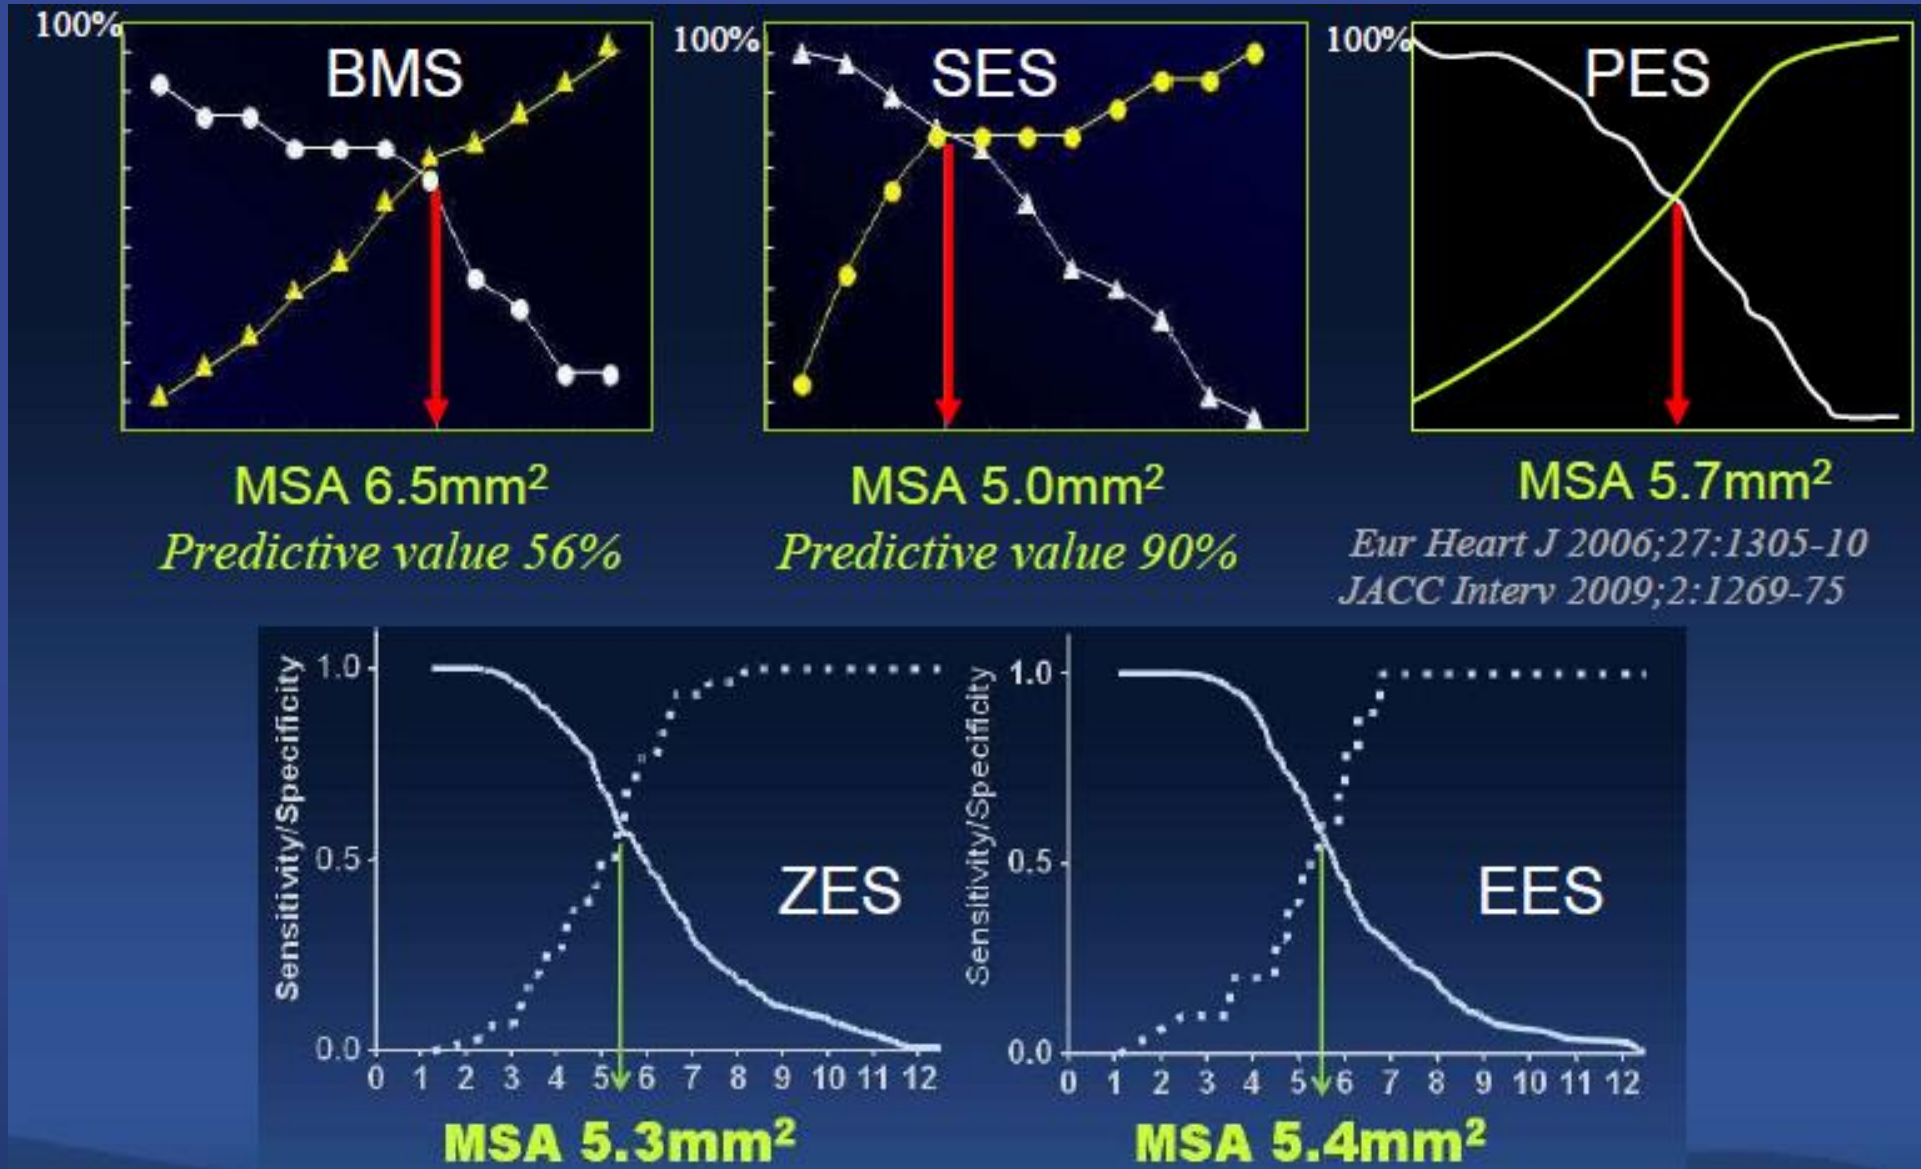 100%
BMS
100%
SES
100%
PES
MSA 6.5mm²
Predictive value 56%
MSA 5.0mm²
Predictive value 90%
MSA 5.7mm²
Eur Heart J 2006;27:1305-10
JACC Interv 2009;2:1269-75
Sensitivity/Specificity
1.0
0.5
0.0
ZES
0 1 2 3 4 5 6 7 8 9 10 11 12
MSA 5.3mm²
Sensitivity/Specificity
1.0
0.5
0.0
EES
0 1 2 3 4 5 6 7 8 9 10 11 12
MSA 5.4mm²